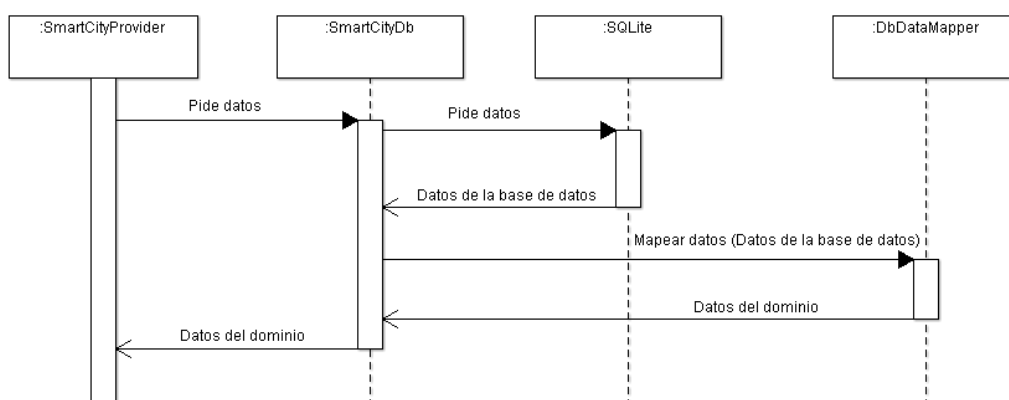 :SmartCityProvider
:SmartCityDb
:SQLite
:DbDataMapper
Pide datos
Pide datos
Datos de la base de datos
Mapear datos (Datos de la base de datos)
Datos del dominio
Datos del dominio